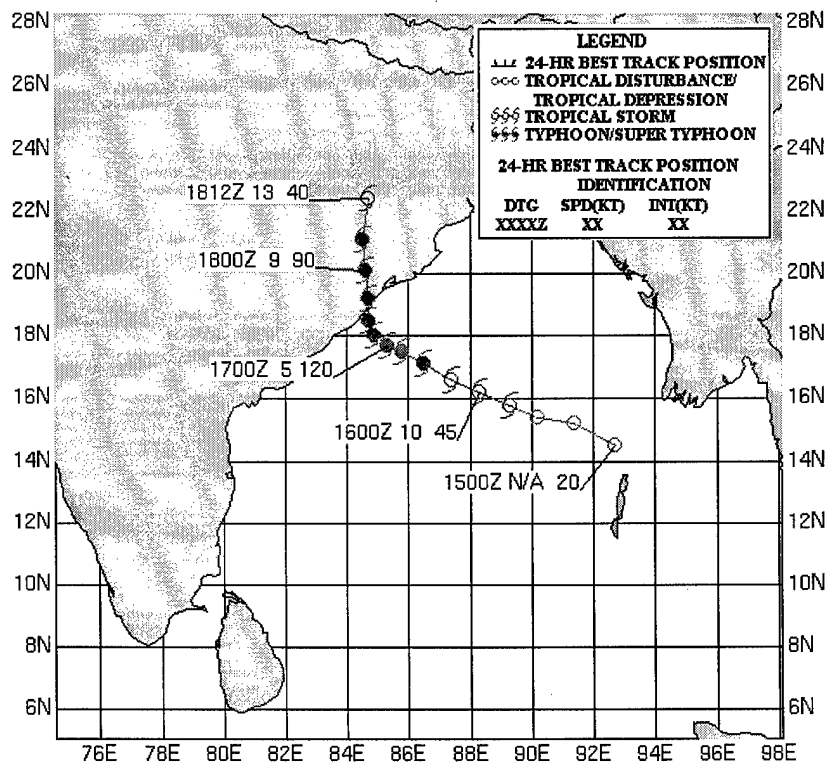 28N
26N
24N
22N
20N
18N
16N
14N
12N
10N
8N
6N
LEGEND
24-HR BEST TRACK POSITION
TROPICAL DISTURBANCE/
TROPICAL DEPRESSION
TROPICAL STORM
TYPHOON/SUPER TYPHOON
24-HR BEST TRACK POSITION
IDENTIFICATION
DTG SPD(KT) INT(KT)
XXXXZ XX XX
1812Z 13 40
1800Z 9 90
1700Z 5 120
1600Z 10 45
1500Z N/A 20
28N
26N
24N
22N
20N
18N
16N
14N
12N
10N
8N
6N
76E 78E 80E 82E 84E 86E 88E 90E 92E 94E 96E 98E